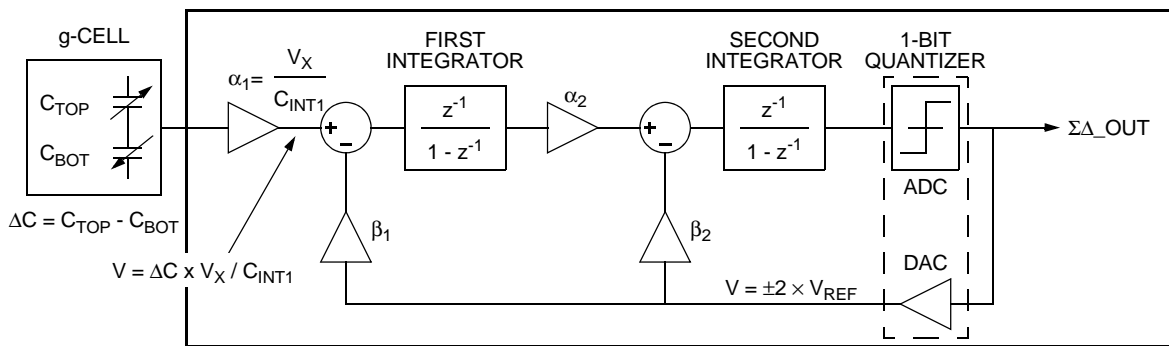 g-CELL
C_TOP
C_BOT
ΔC = C_TOP - C_BOT
α₁= V_X / C_INT1
V = ΔC x V_X / C_INT1
FIRST
INTEGRATOR
z⁻¹
1 - z⁻¹
α₂
β₁
β₂
SECOND
INTEGRATOR
z⁻¹
1 - z⁻¹
1-BIT
QUANTIZER
ADC
DAC
V = ±2 × V_REF
ΣΔ_OUT
+
−
+
−